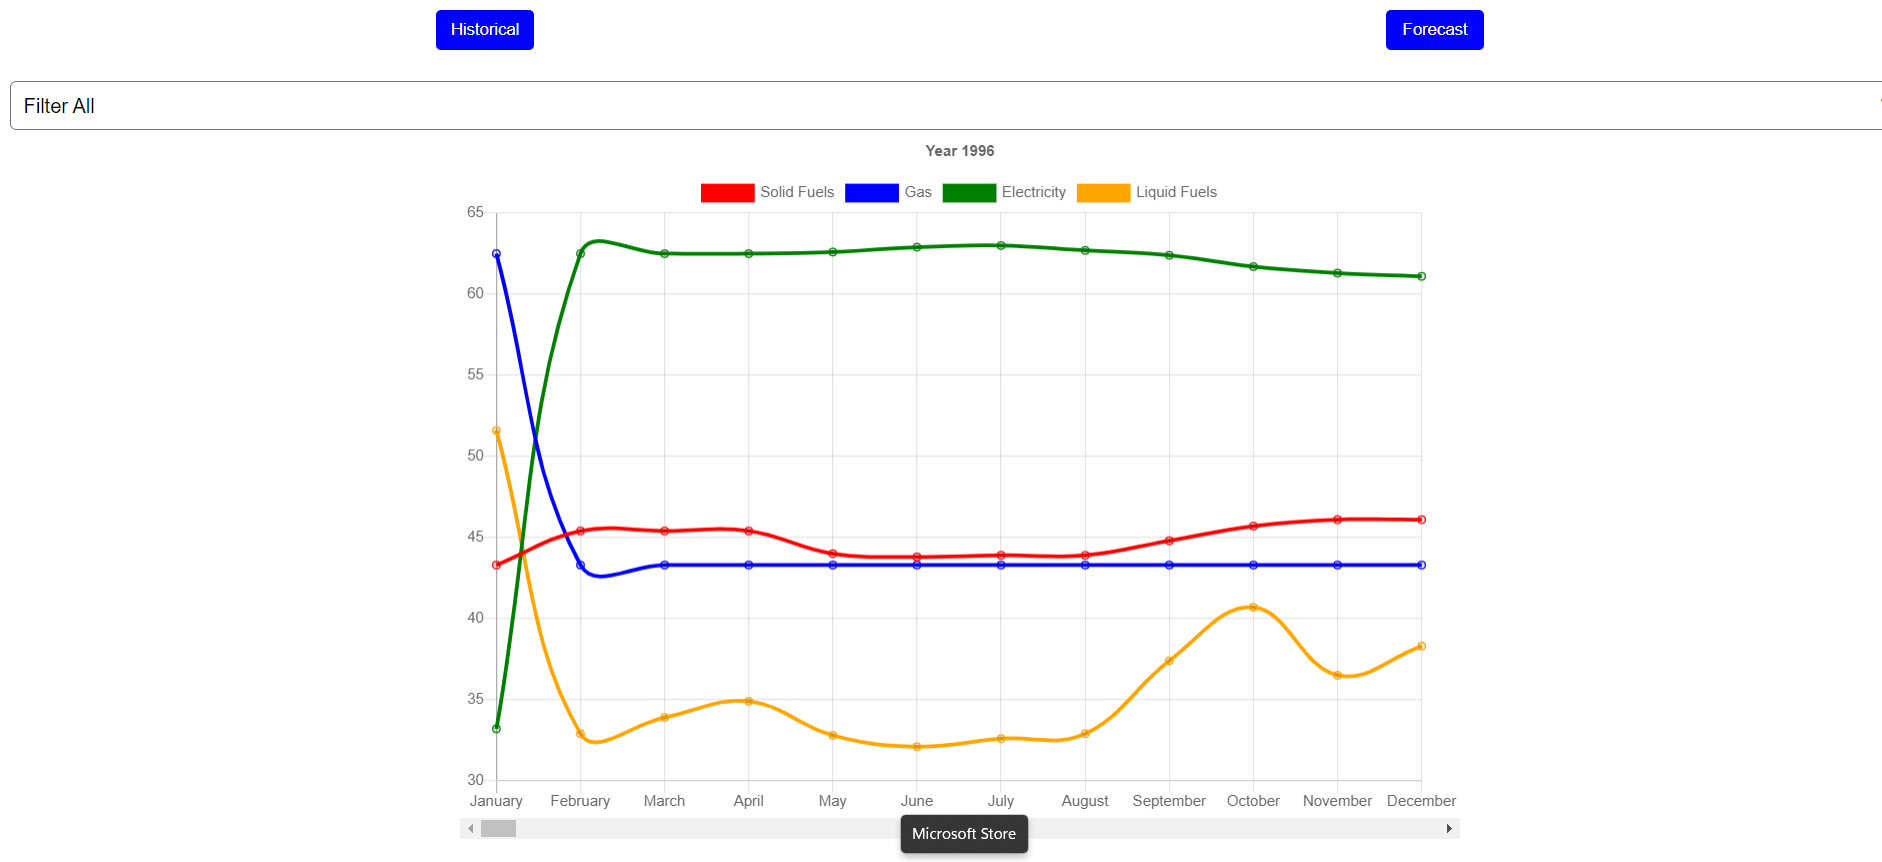 Historical
Forecast
Filter All
Year 1996
Solid Fuels Gas Electricity Liquid Fuels
65
60
55
50
45
40
35
30
January February March April May June July August September October November December
Microsoft Store